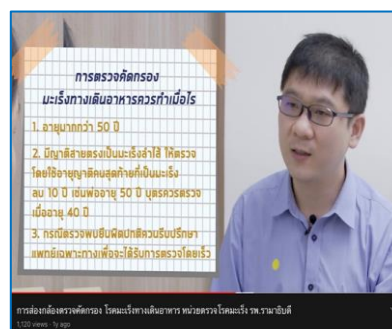 การตรวจคัดกรอง
มะเร็งทางเดินอาหารควรทำเมื่อไร
1. อายุมากกว่า 50 ปี
2. มีญาติสายตรงเป็นมะเร็งลำไส้ ให้ตรวจ
โดยใช้อายุญาติคนสุดท้ายที่เป็นมะเร็ง
ลบ 10 ปี เช่นพ่ออายุ 50 ปี บุตรควรตรวจ
เมื่ออายุ 40 ปี
3. กรณีตรวจพบยีนผิดปกติควรรีบปรึกษา
แพทย์เฉพาะทางเพื่อจะได้รับการตรวจโดยเร็ว
การส่องกล้องตรวจคัดกรอง โรคมะเร็งทางเดินอาหาร หน่วยตรวจโรคมะเร็ง รพ.รามาธิบดี
1,120 views · 1y ago